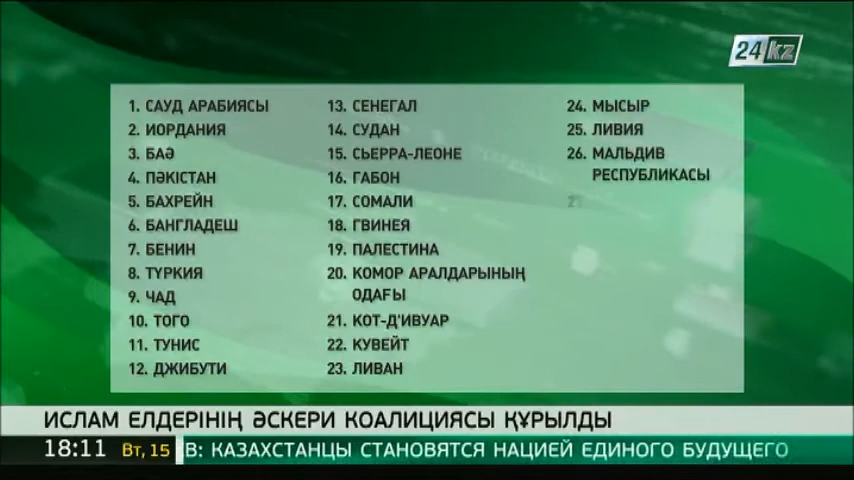 24kz
1. САУД АРАБИЯСЫ
2. ИОРДАНИЯ
3. БАӘ
4. ПӘКІСТАН
5. БАХРЕЙН
6. БАНГЛАДЕШ
7. БЕНИН
8. ТҮРКИЯ
9. ЧАД
10. ТОГО
11. ТУНИС
12. ДЖИБУТИ
13. СЕНЕГАЛ
14. СУДАН
15. СЬЕРРА-ЛЕОНЕ
16. ГАБОН
17. СОМАЛИ
18. ГВИНЕЯ
19. ПАЛЕСТИНА
20. КОМОР АРАЛДАРЫНЫҢ
ОДАҒЫ
21. КОТ-Д'ИВУАР
22. КУВЕЙТ
23. ЛИВАН
24. МЫСЫР
25. ЛИВИЯ
26. МАЛЬДИВ
РЕСПУБЛИКАСЫ
ИСЛАМ ЕЛДЕРІНІҢ ӘСКЕРИ КОАЛИЦИЯСЫ ҚҰРЫЛДЫ
18:11 Вт, 15 В: КАЗАХСТАНЦЫ СТАНОВЯТСЯ НАЦИЕЙ ЕДИНОГО БУДУЩЕГО